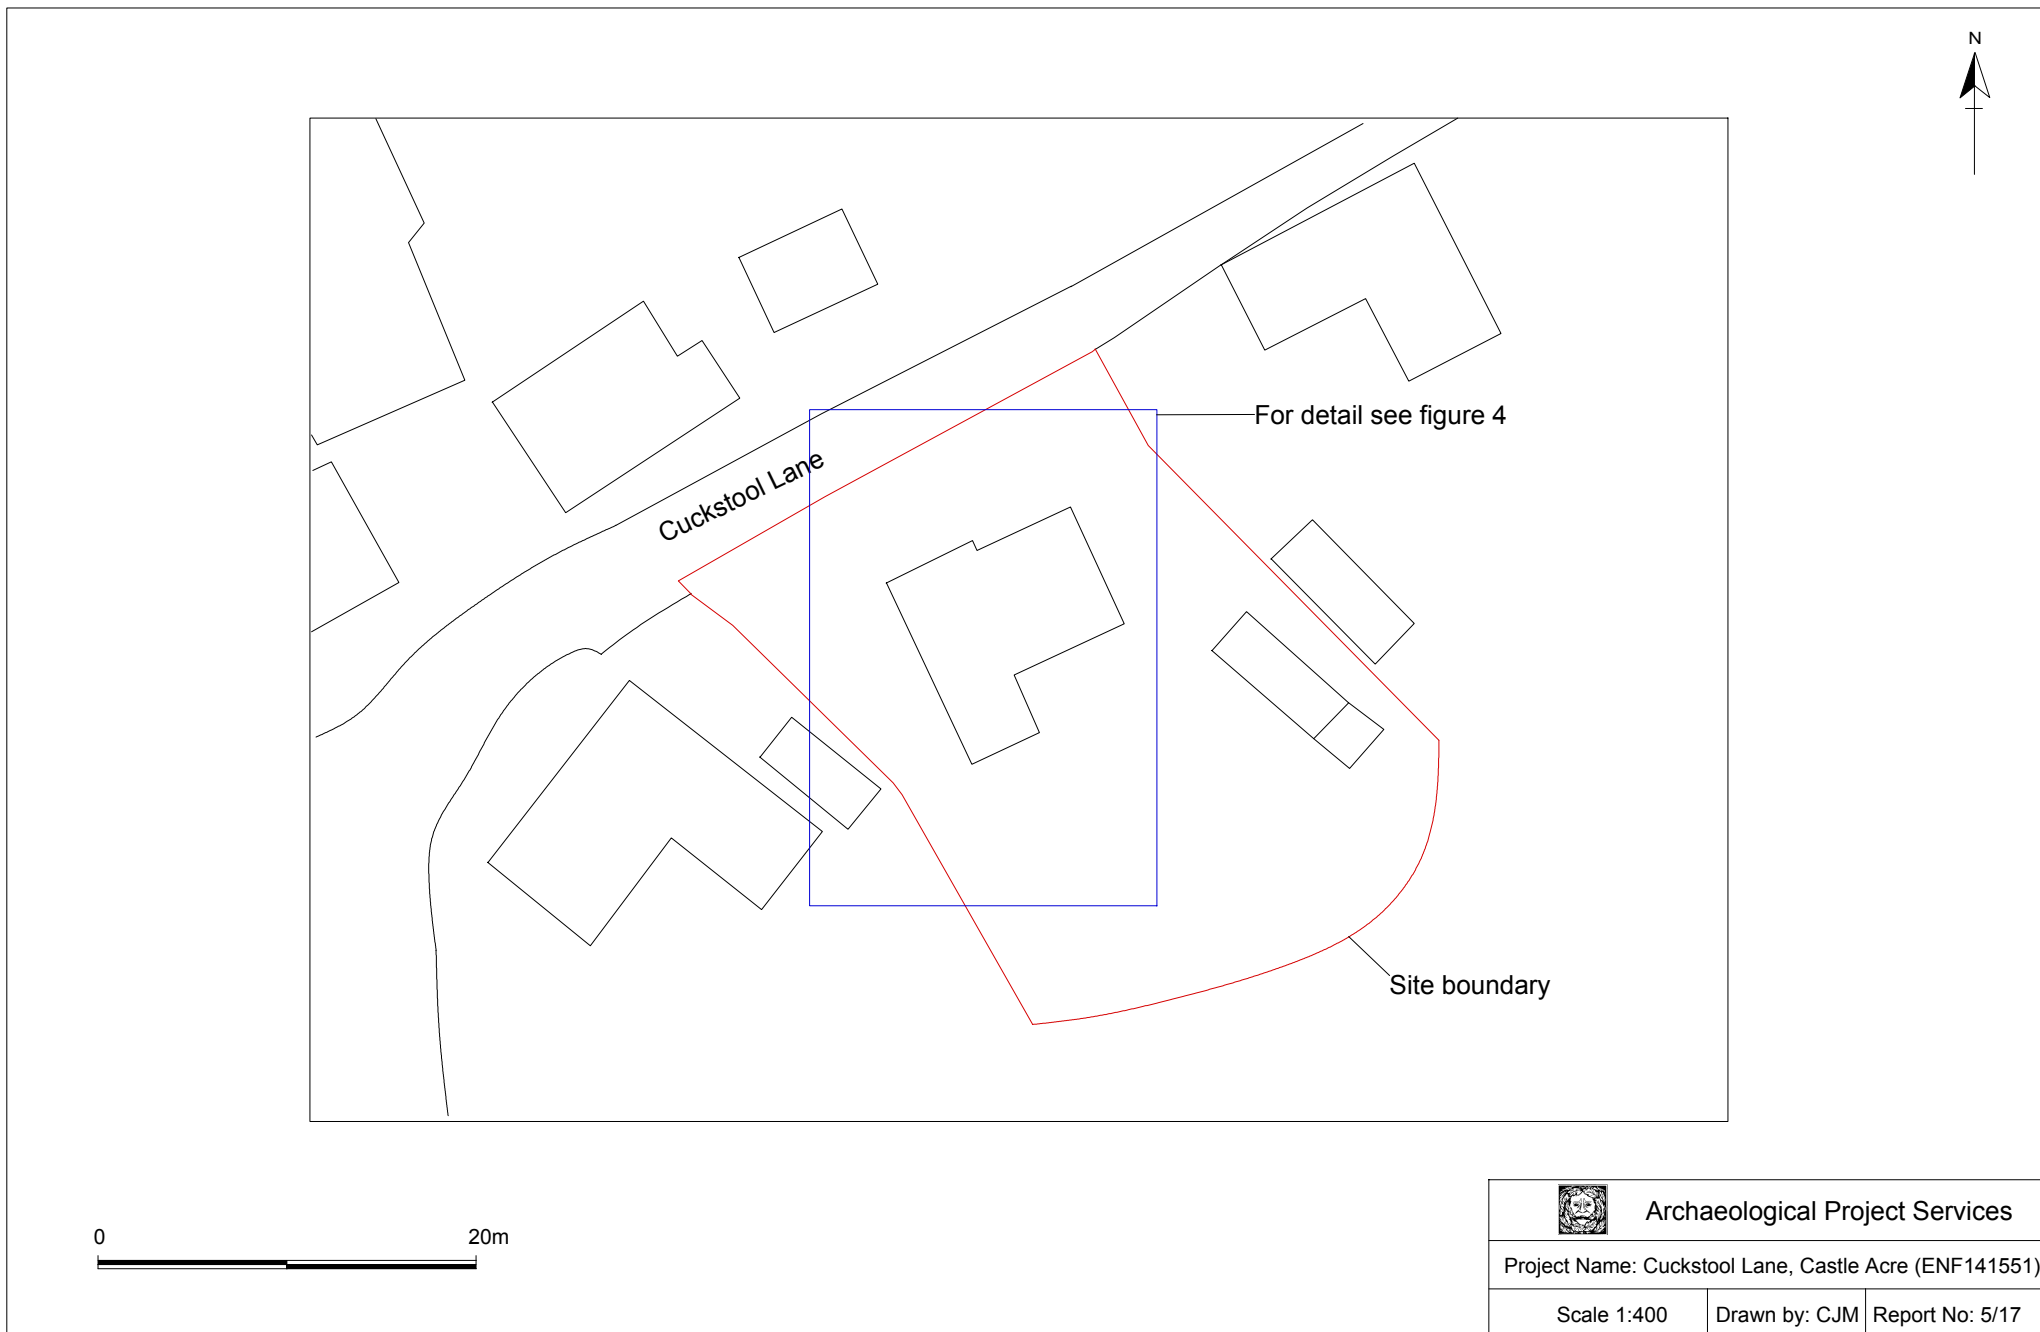 N
For detail see figure 4
Cuckstool Lane
Site boundary
0 20m
Archaeological Project Services
Project Name: Cuckstool Lane, Castle Acre (ENF141551)
Scale 1:400 Drawn by: CJM Report No: 5/17